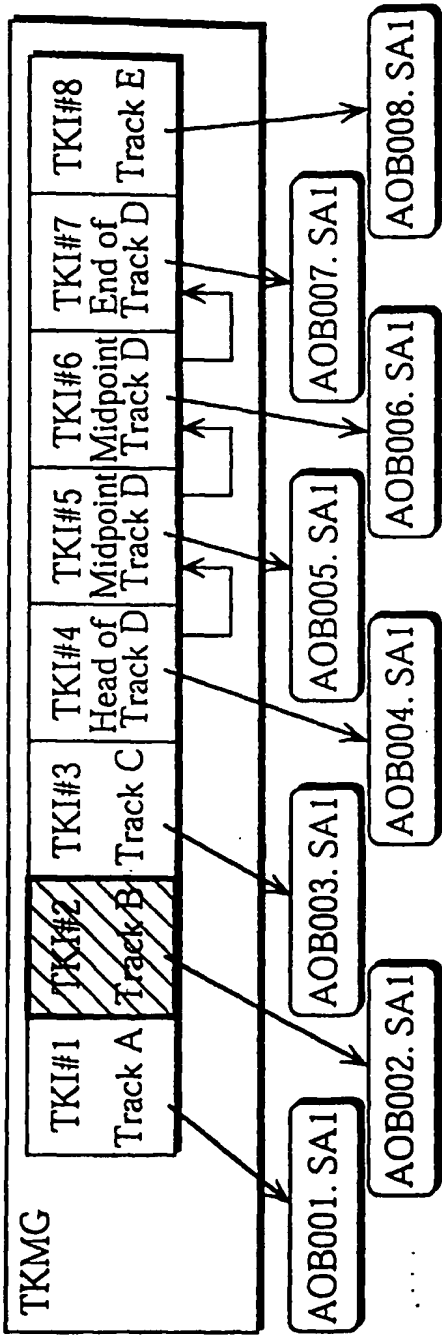 TKMG
TKI#1
Track A
TKI#2
Track B
TKI#3
Track C
TKI#4
Head of
Track D
TKI#5
Midpoint
Track D
TKI#6
Midpoint
Track D
TKI#7
End of
Track D
TKI#8
Track E
AOB001. SA1
AOB002. SA1
AOB003. SA1
AOB004. SA1
AOB005. SA1
AOB006. SA1
AOB007. SA1
AOB008. SA1
....